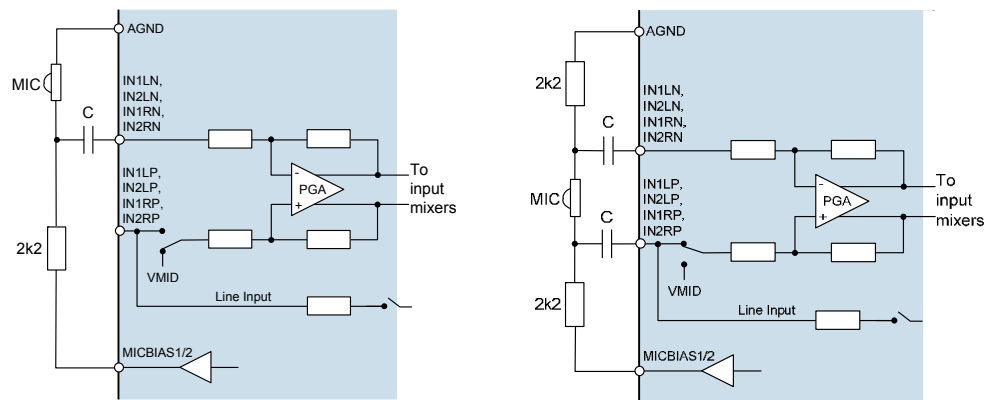 AGND
MIC
IN1LN,
IN2LN,
IN1RN,
IN2RN
C
IN1LP,
IN2LP,
IN1RP,
IN2RP
-
PGA
+
To
input
mixers
2k2
VMID
Line Input
MICBIAS1/2
AGND
2k2
IN1LN,
IN2LN,
IN1RN,
IN2RN
C
MIC
IN1LP,
IN2LP,
IN1RP,
IN2RP
C
-
PGA
+
To
input
mixers
VMID
2k2
Line Input
MICBIAS1/2